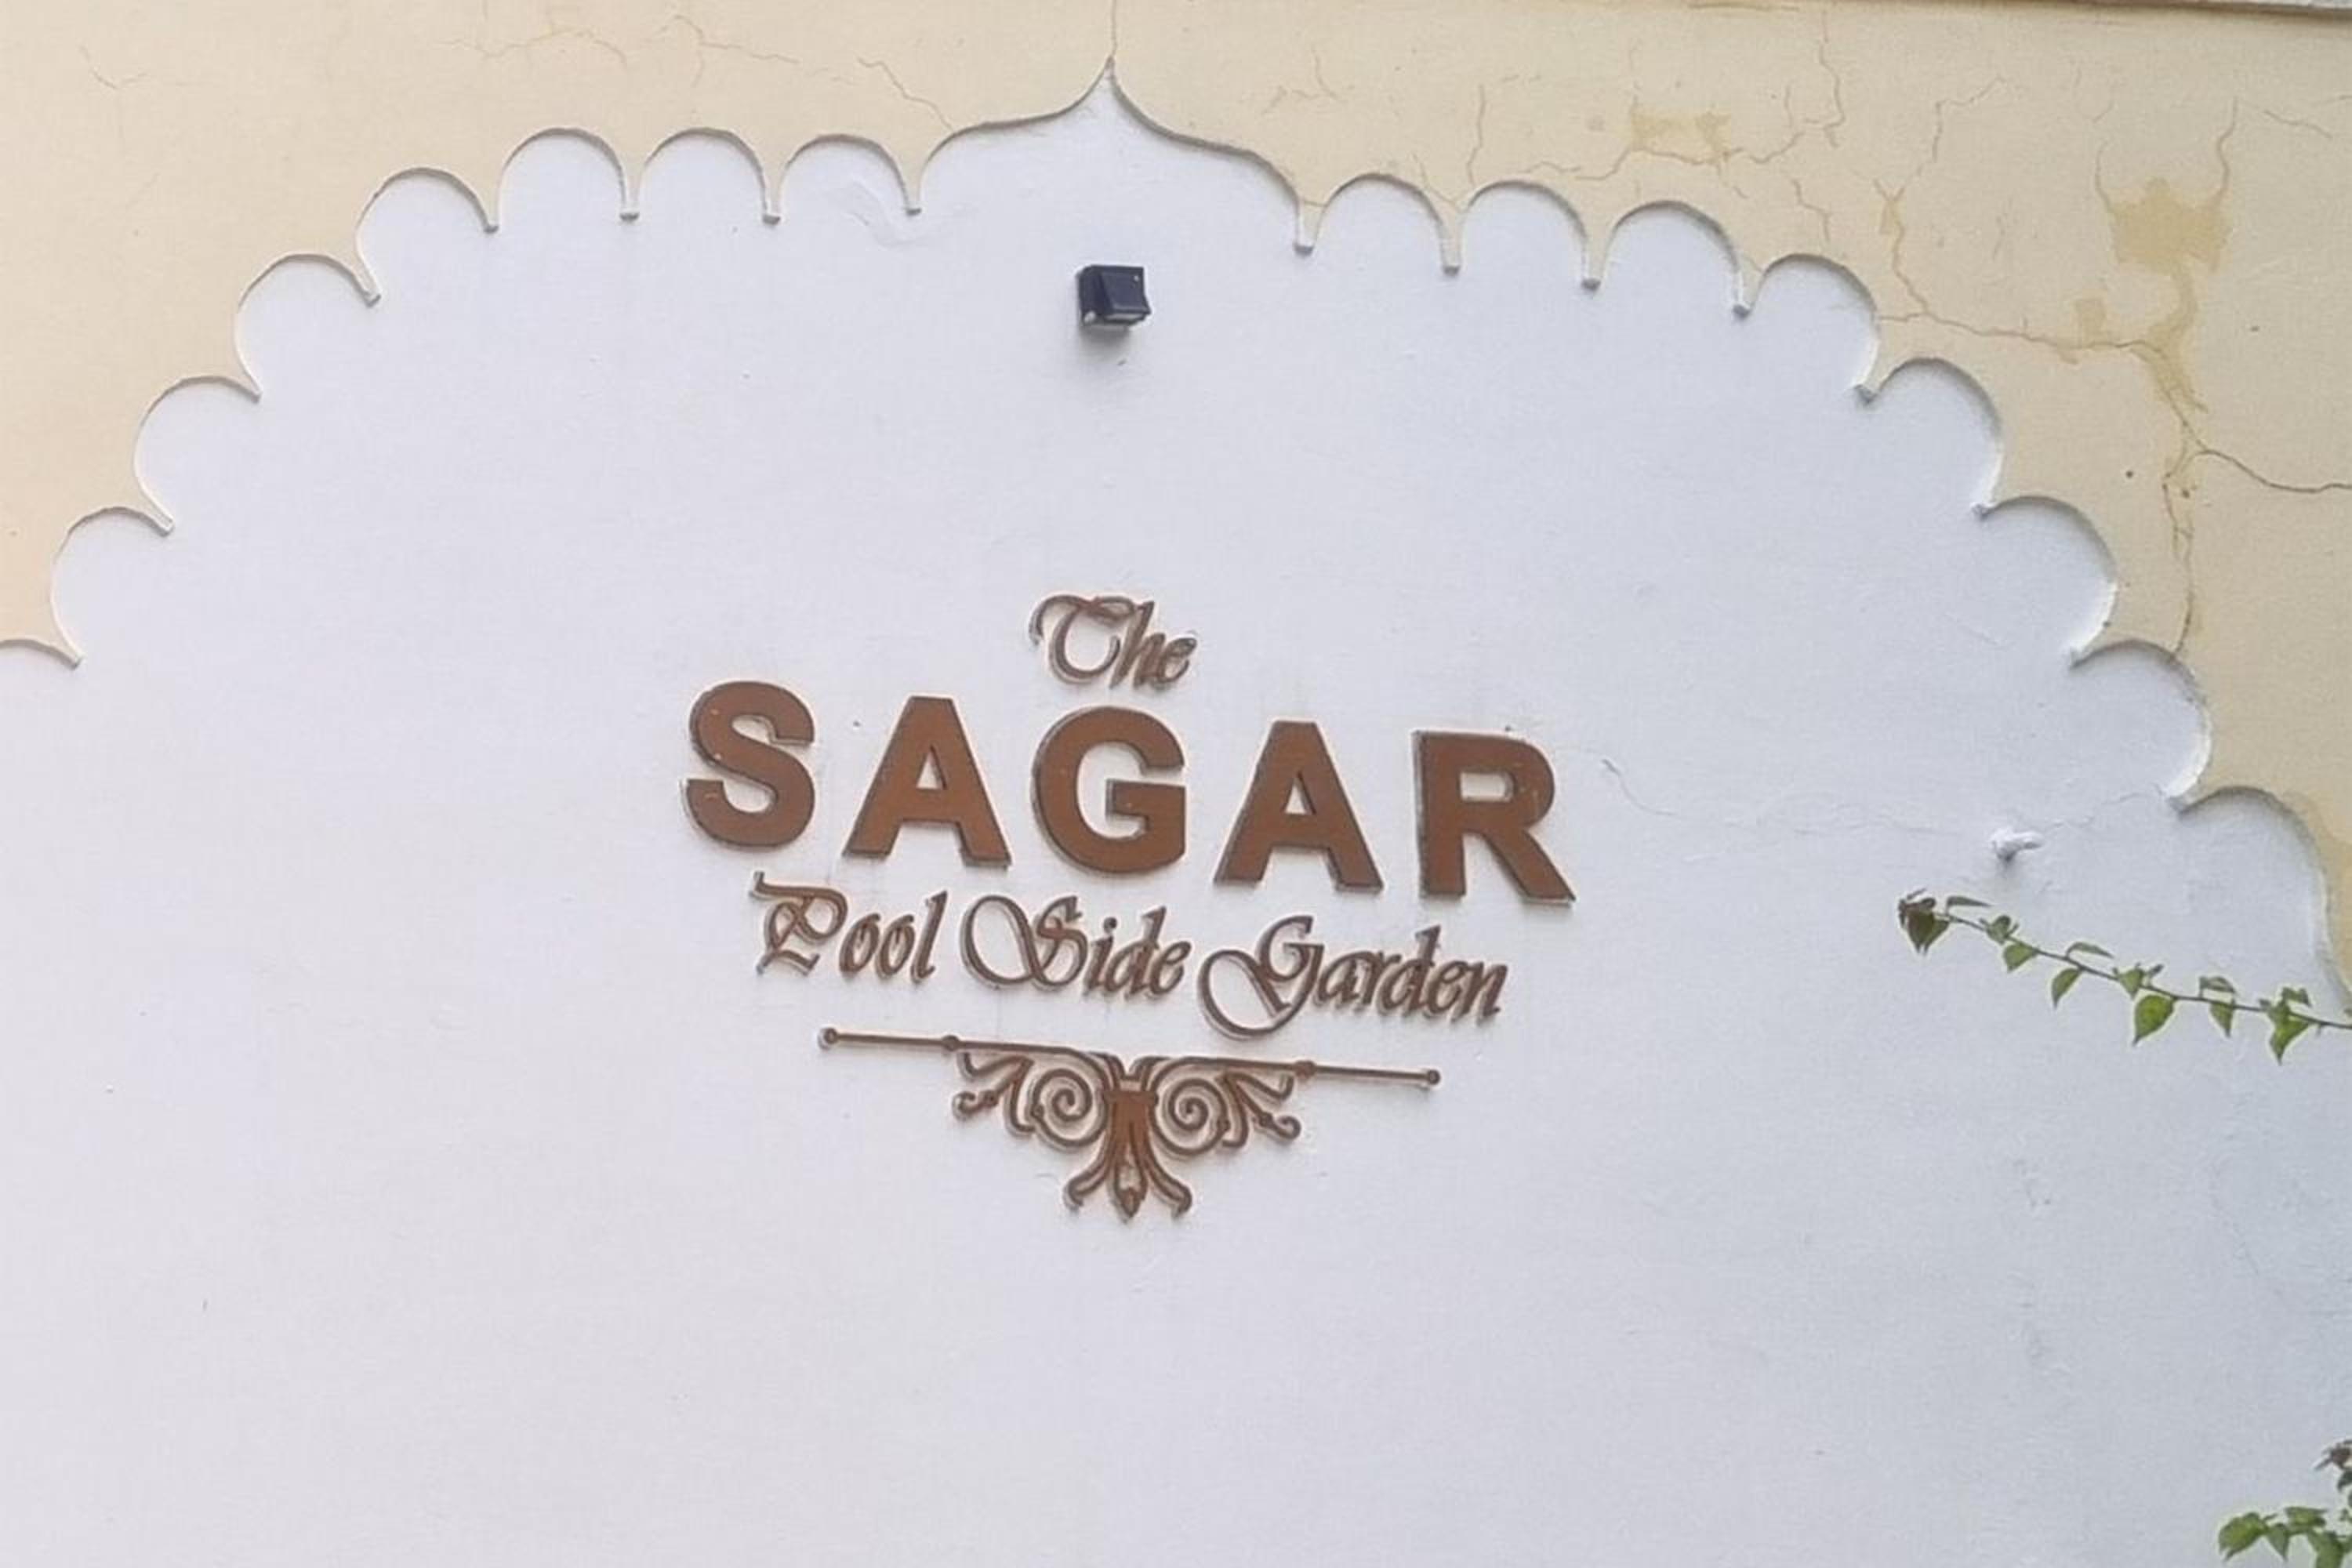 The
SAGAR
Pool Side Garden